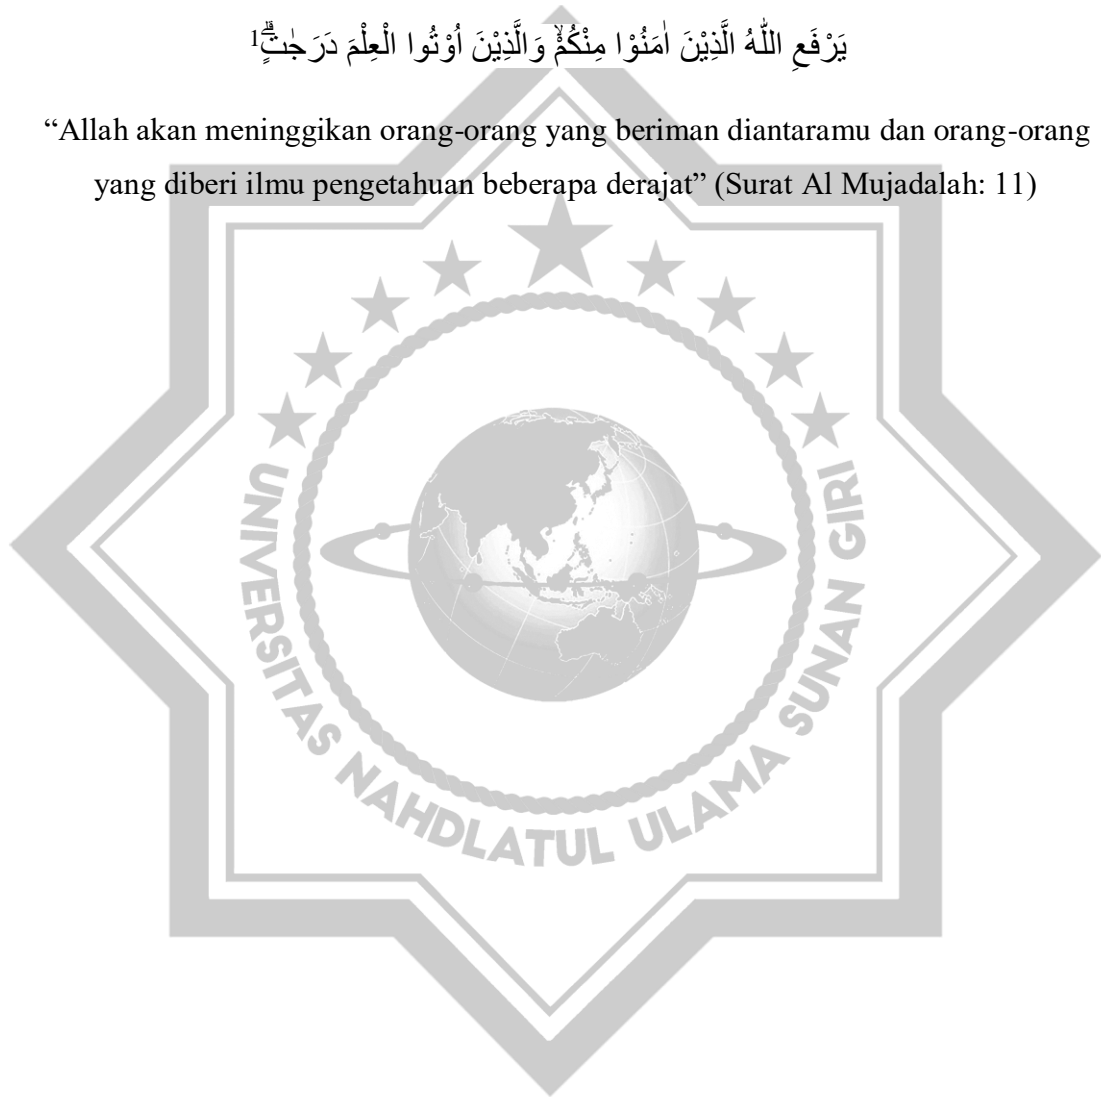 يَرْفَعِ اللّٰهُ الَّذِيْنَ اٰمَنُوْا مِنْكُمْۙ وَالَّذِيْنَ اُوْتُوا الْعِلْمَ دَرَجٰتٍۗ1
“Allah akan meninggikan orang-orang yang beriman diantaramu dan orang-orang
yang diberi ilmu pengetahuan beberapa derajat” (Surat Al Mujadalah: 11)
UNIVERSITAS NAHDLATUL ULAMA SUNAN GIRI